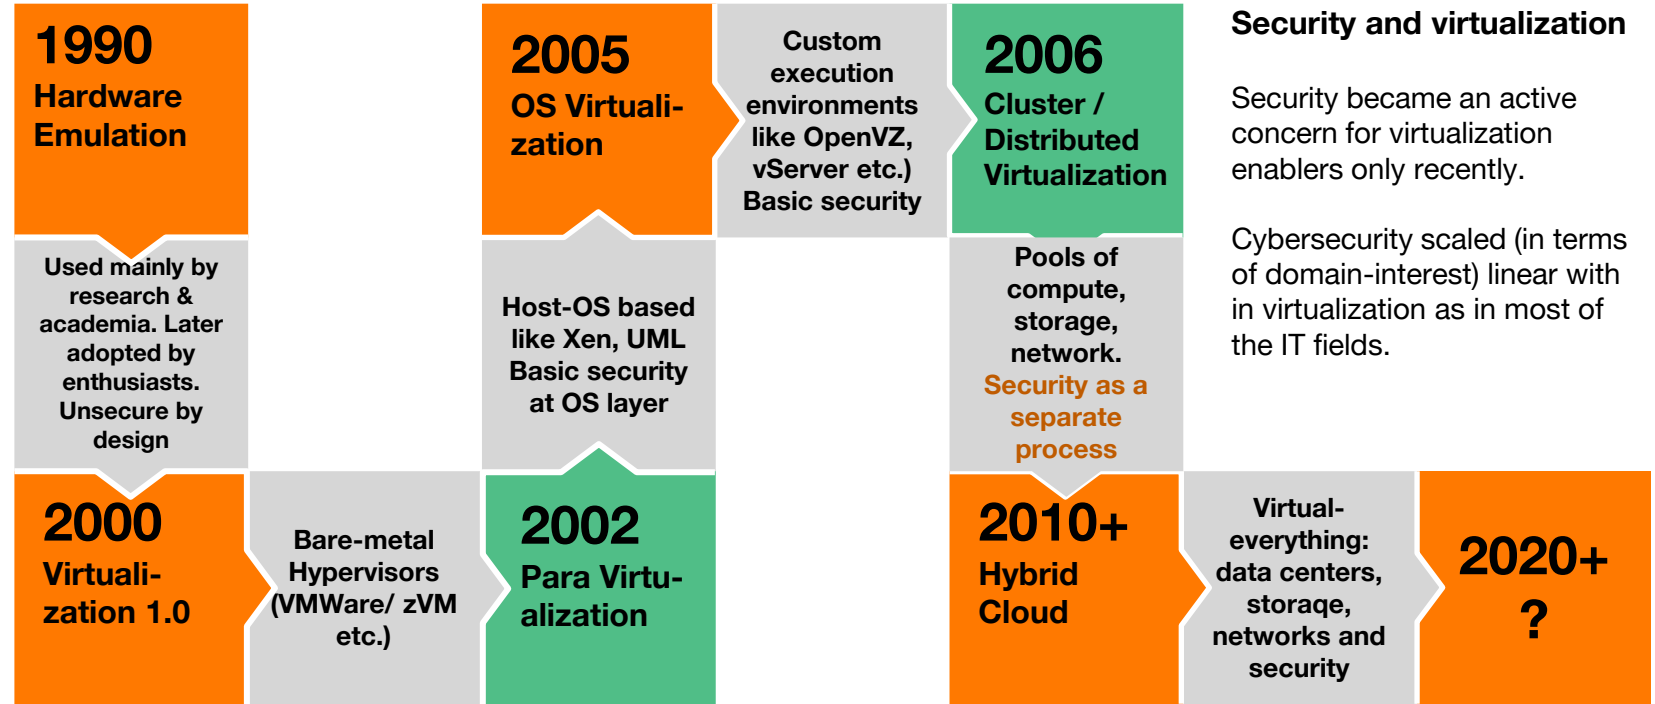 1990
Hardware
Emulation
Used mainly by
research &
academia. Later
adopted by
enthusiasts.
Unsecure by
design
2000
Virtuali-
zation 1.0
Bare-metal
Hypervisors
(VMWare/ zVM
etc.)
2002
Para Virtu-
alization
Host-OS based
like Xen, UML
Basic security
at OS layer
2005
OS Virtuali-
zation
Custom
execution
environments
like OpenVZ,
vServer etc.)
Basic security
2006
Cluster /
Distributed
Virtualization
Pools of
compute,
storage,
network.
Security as a
separate
process
2010+
Hybrid
Cloud
Virtual-
everything:
data centers,
storaqe,
networks and
security
2020+
?
Security and virtualization
Security became an active
concern for virtualization
enablers only recently.
Cybersecurity scaled (in terms
of domain-interest) linear with
in virtualization as in most of
the IT fields.